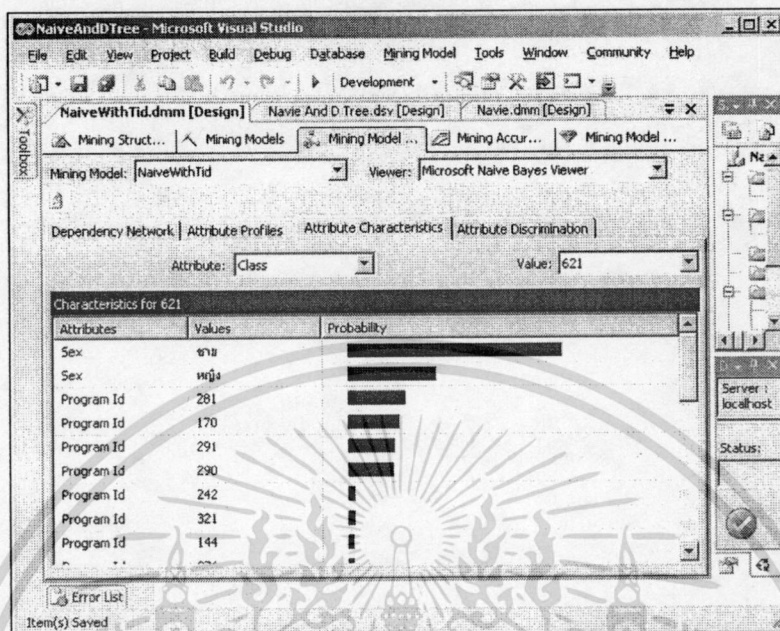 NaiveAndDTree - Microsoft Visual Studio
File Edit View Project Build Debug Database Mining Model Tools Window Community Help
Development
NaiveWithTid.dmm [Design] Navie And D Tree.dsv [Design] Navie.dmm [Design]
Toolbox
Mining Struct... Mining Models Mining Model ... Mining Accur... Mining Model ...
Mining Model: NaiveWithTid Viewer: Microsoft Naive Bayes Viewer
Dependency Network Attribute Profiles Attribute Characteristics Attribute Discrimination
Attribute: Class Value: 621
Characteristics for 621
Attributes Values Probability
Sex ชาย
Sex หญิง
Program Id 281
Program Id 170
Program Id 291
Program Id 290
Program Id 242
Program Id 321
Program Id 144
Server :
localhost
Status:
Error List
Item(s) Saved